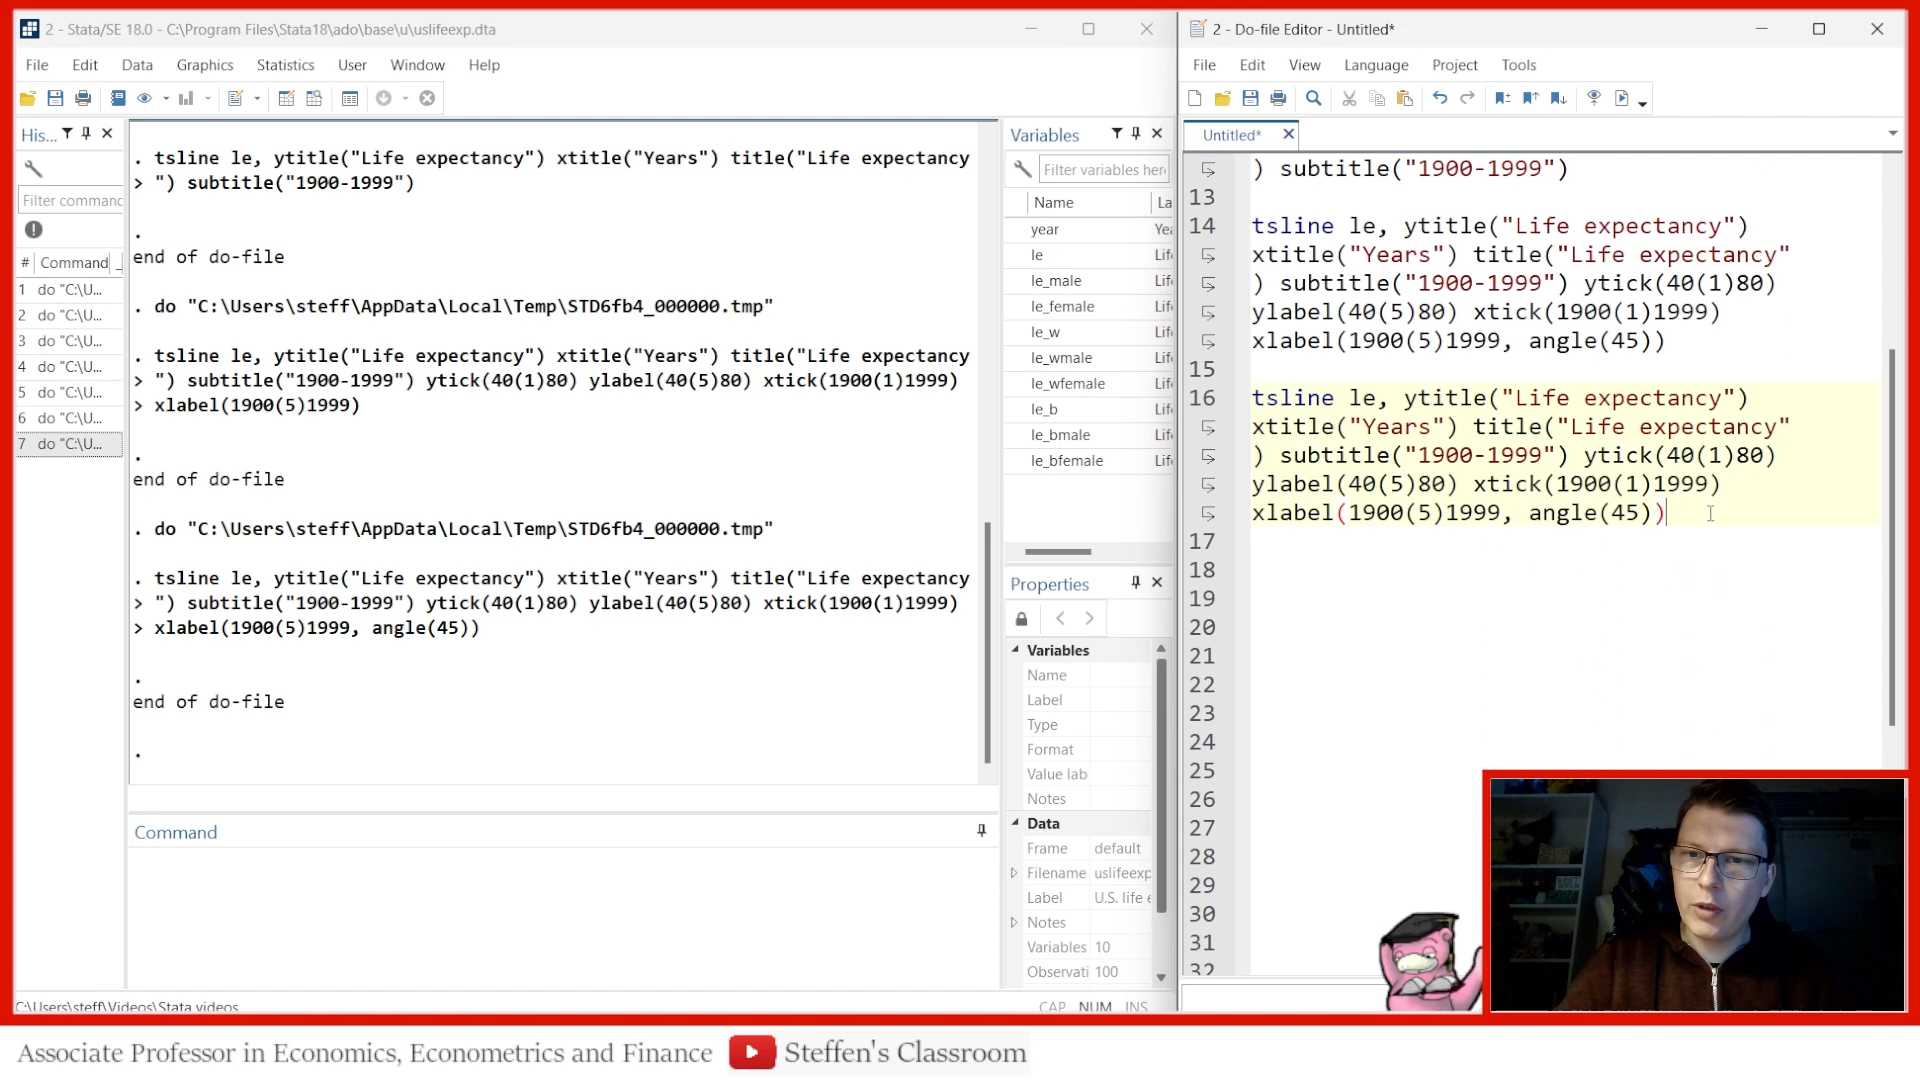 2 - Stata/SE 18.0 - C:\Program Files\Stata18\ado\base\u\uslifeexp.dta
File Edit Data Graphics Statistics User Window Help
His...
Filter commanc
# Command
1 do "C:\U...
2 do "C:\U...
3 do "C:\U...
4 do "C:\U...
5 do "C:\U...
6 do "C:\U...
7 do "C:\U...
. tsline le, ytitle("Life expectancy") xtitle("Years") title("Life expectancy
> ") subtitle("1900-1999")
.
end of do-file
. do "C:\Users\steff\AppData\Local\Temp\STD6fb4_000000.tmp"
. tsline le, ytitle("Life expectancy") xtitle("Years") title("Life expectancy
> ") subtitle("1900-1999") ytick(40(1)80) ylabel(40(5)80) xtick(1900(1)1999)
> xlabel(1900(5)1999)
.
end of do-file
. do "C:\Users\steff\AppData\Local\Temp\STD6fb4_000000.tmp"
. tsline le, ytitle("Life expectancy") xtitle("Years") title("Life expectancy
> ") subtitle("1900-1999") ytick(40(1)80) ylabel(40(5)80) xtick(1900(1)1999)
> xlabel(1900(5)1999, angle(45))
.
end of do-file
.
Command
C:\Users\steff\Videos\Stata videos
CAP NUM INS
Variables
Filter variables her
Name La
year Yea
le Life
le_male Life
le_female Life
le_w Life
le_wmale Life
le_wfemale Life
le_b Life
le_bmale Life
le_bfemale Life
Properties
Variables
Name
Label
Type
Format
Value lab
Notes
Data
Frame default
Filename uslifeexp
Label U.S. life e
Notes
Variables 10
Observati 100
2 - Do-file Editor - Untitled*
File Edit View Language Project Tools
Untitled*
) subtitle("1900-1999")
13
14 tsline le, ytitle("Life expectancy")
xtitle("Years") title("Life expectancy"
) subtitle("1900-1999") ytick(40(1)80)
ylabel(40(5)80) xtick(1900(1)1999)
xlabel(1900(5)1999, angle(45))
15
16 tsline le, ytitle("Life expectancy")
xtitle("Years") title("Life expectancy"
) subtitle("1900-1999") ytick(40(1)80)
ylabel(40(5)80) xtick(1900(1)1999)
xlabel(1900(5)1999, angle(45))
17
18
19
20
21
22
23
24
25
26
27
28
29
30
31
32
Associate Professor in Economics, Econometrics and Finance Steffen's Classroom